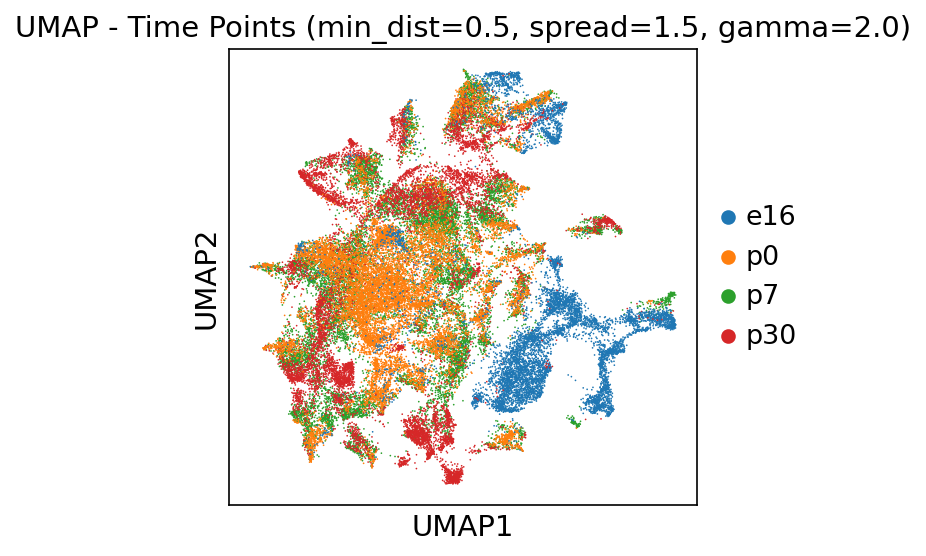 UMAP - Time Points (min_dist=0.5, spread=1.5, gamma=2.0)
UMAP2
e16
p0
p7
p30
UMAP1